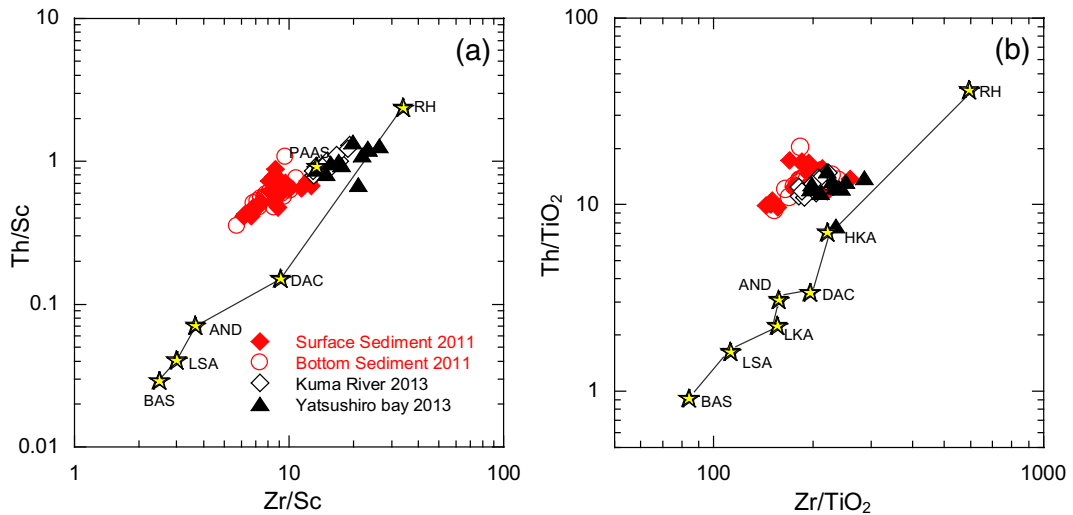 (a)
10
1
0.1
0.01
Th/Sc
1
10
100
Zr/Sc
RH
PAAS
DAC
AND
LSA
BAS
Surface Sediment 2011
Bottom Sediment 2011
Kuma River 2013
Yatsushiro bay 2013
(b)
100
10
1
Th/TiO₂
100
1000
Zr/TiO₂
RH
HKA
AND
DAC
LKA
LSA
BAS